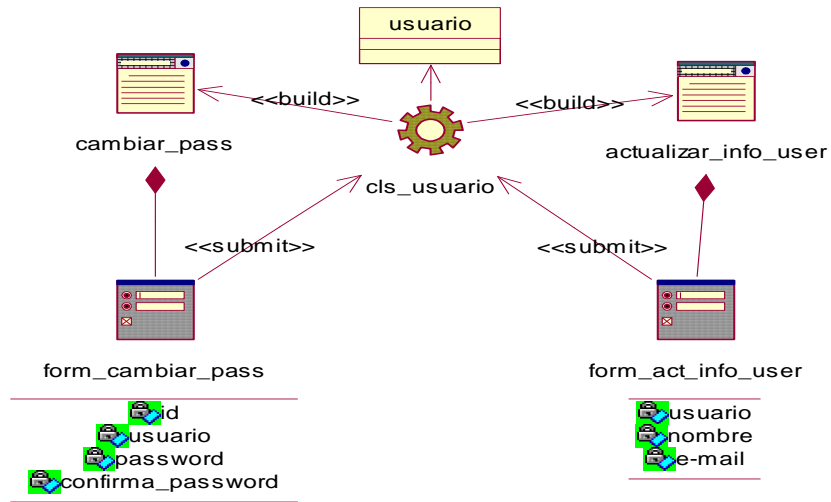 usuario
<<build>>
<<build>>
cambiar_pass
actualizar_info_user
cls_usuario
<<submit>>
<<submit>>
form_cambiar_pass
form_act_info_user
id
usuario
password
confirma_password
usuario
nombre
e-mail